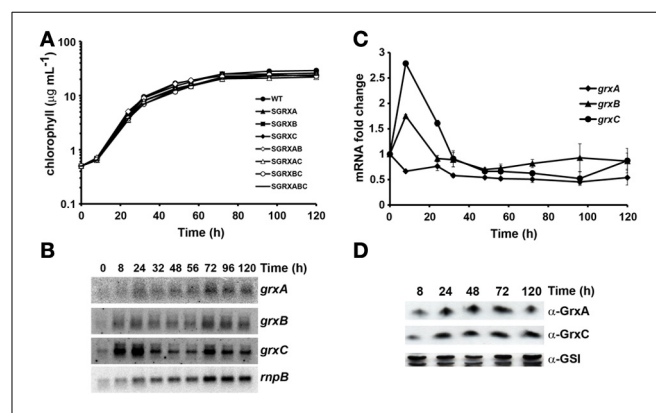 A
chlorophyll (µg mL⁻¹)
100
10
1
0.1
0 20 40 60 80 100 120
Time (h)
WT
SGRXA
SGRXB
SGRXC
SGRXAB
SGRXAC
SGRXBC
SGRXABC
B
0 8 24 32 48 56 72 96 120 Time (h)
grxA
grxB
grxC
rnpB
C
mRNA fold change
3
2.5
2
1.5
1
0.5
0
0 20 40 60 80 100 120
Time (h)
grxA
grxB
grxC
D
8 24 48 72 120 Time (h)
α-GrxA
α-GrxC
α-GSI